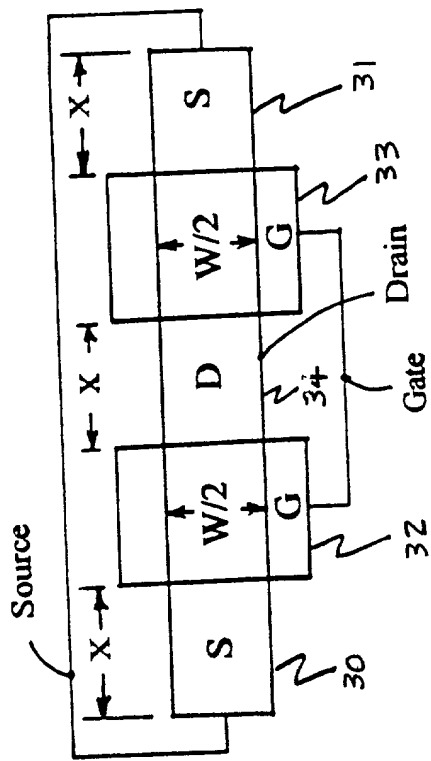 Source
X X X
S W/2 D W/2 S
G G
30 32 34 33 31
Gate Drain